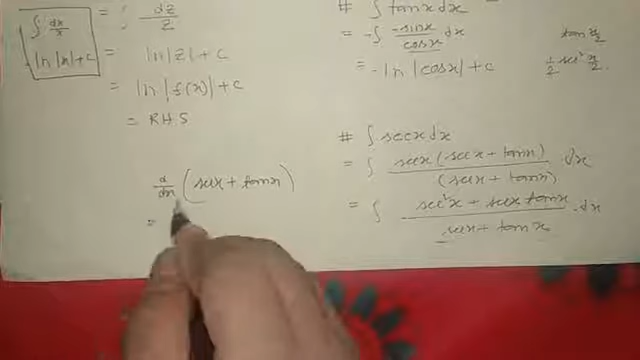 ∫ dx/x
ln|x|+c
= ∫ dz/z
= ln|z|+c
= ln|f(x)|+c
= RHS
d/dx (secx + tanx)
=
# ∫ tanx dx
= -∫ -sinx/cosx dx
= -ln|cosx|+c
tan x/2
1/2 sec² x/2.
# ∫ secx dx
= ∫ secx(secx+tanx)/(secx+tanx) dx
= ∫ sec²x + secx tanx/secx + tanx .dx